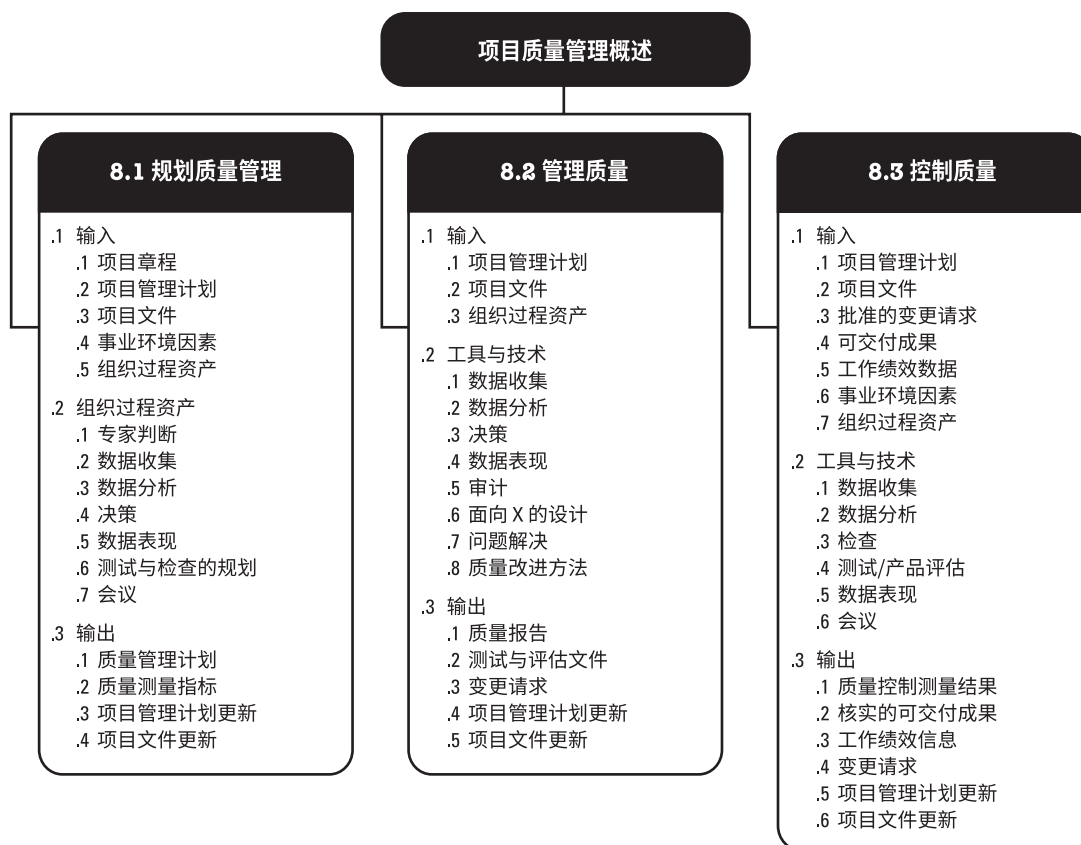 项目质量管理概述
8.1 规划质量管理
.1 输入
.1 项目章程
.2 项目管理计划
.3 项目文件
.4 事业环境因素
.5 组织过程资产
.2 组织过程资产
.1 专家判断
.2 数据收集
.3 数据分析
.4 决策
.5 数据表现
.6 测试与检查的规划
.7 会议
.3 输出
.1 质量管理计划
.2 质量测量指标
.3 项目管理计划更新
.4 项目文件更新
8.2 管理质量
.1 输入
.1 项目管理计划
.2 项目文件
.3 组织过程资产
.2 工具与技术
.1 数据收集
.2 数据分析
.3 决策
.4 数据表现
.5 审计
.6 面向 X 的设计
.7 问题解决
.8 质量改进方法
.3 输出
.1 质量报告
.2 测试与评估文件
.3 变更请求
.4 项目管理计划更新
.5 项目文件更新
8.3 控制质量
.1 输入
.1 项目管理计划
.2 项目文件
.3 批准的变更请求
.4 可交付成果
.5 工作绩效数据
.6 事业环境因素
.7 组织过程资产
.2 工具与技术
.1 数据收集
.2 数据分析
.3 检查
.4 测试/产品评估
.5 数据表现
.6 会议
.3 输出
.1 质量控制测量结果
.2 核实的可交付成果
.3 工作绩效信息
.4 变更请求
.5 项目管理计划更新
.6 项目文件更新